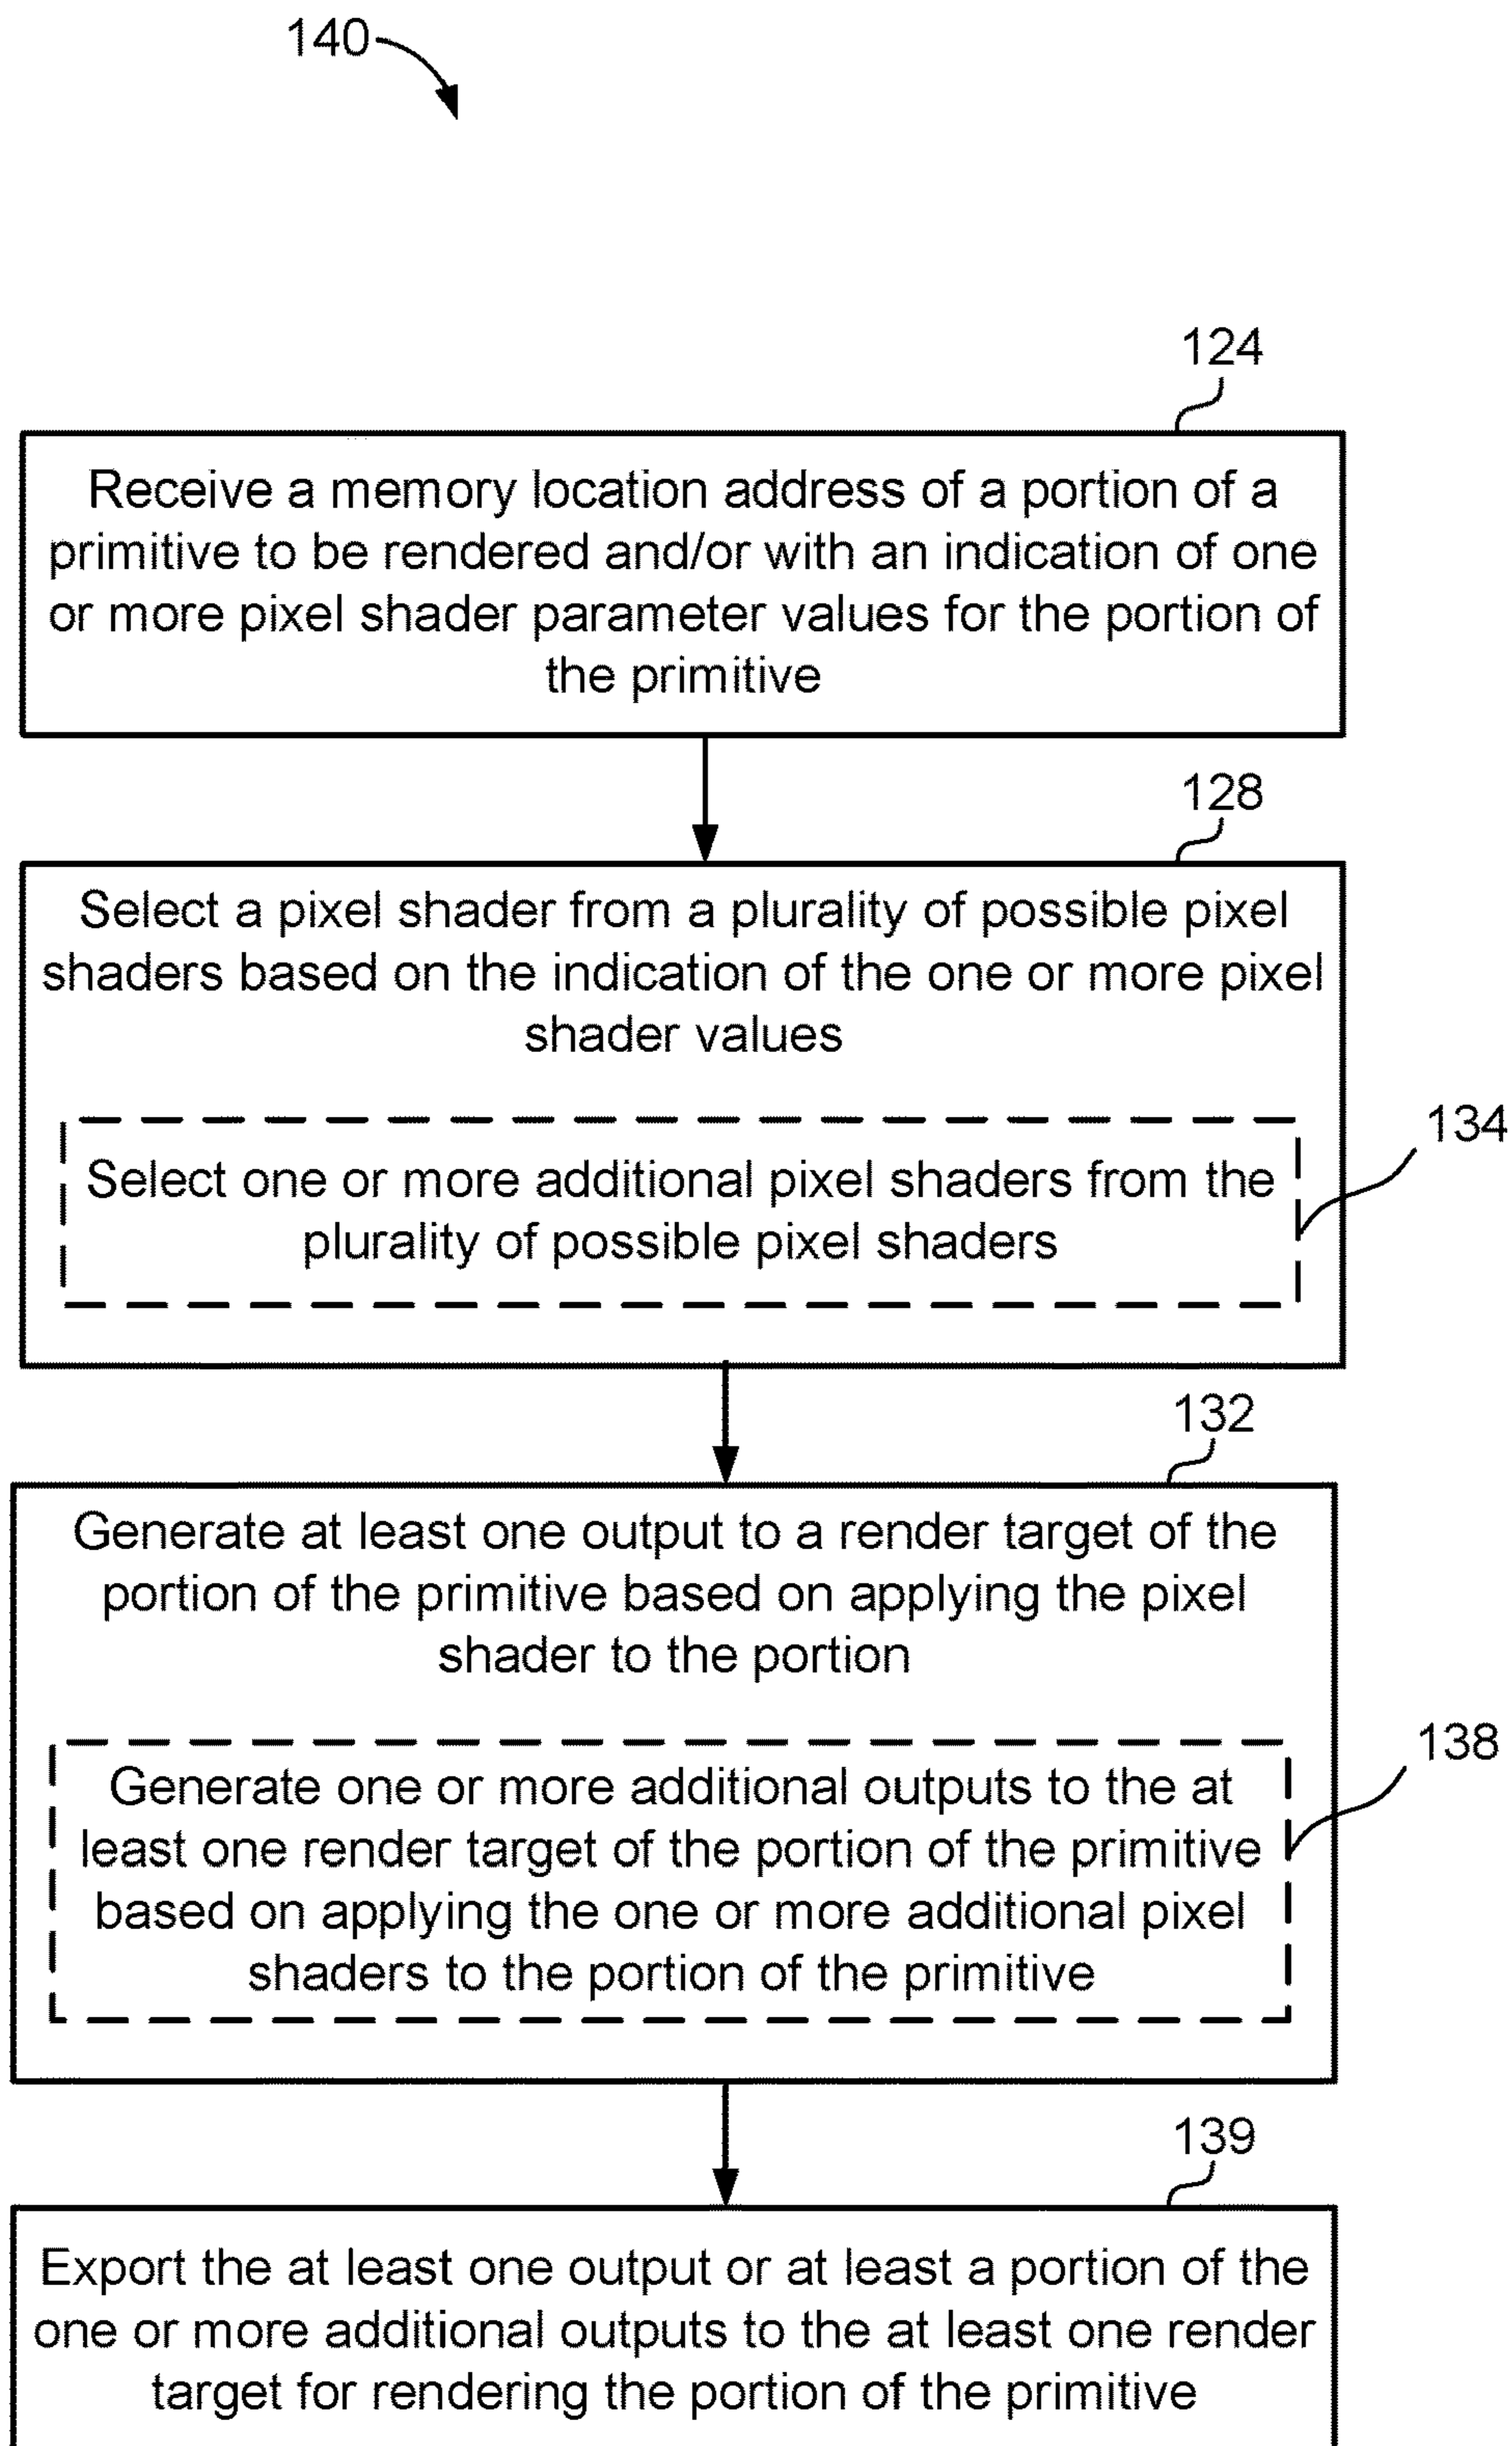 140
124
Receive a memory location address of a portion of a
primitive to be rendered and/or with an indication of one
or more pixel shader parameter values for the portion of
the primitive
128
Select a pixel shader from a plurality of possible pixel
shaders based on the indication of the one or more pixel
shader values
134
Select one or more additional pixel shaders from the
plurality of possible pixel shaders
132
Generate at least one output to a render target of the
portion of the primitive based on applying the pixel
shader to the portion
138
Generate one or more additional outputs to the at
least one render target of the portion of the primitive
based on applying the one or more additional pixel
shaders to the portion of the primitive
139
Export the at least one output or at least a portion of the
one or more additional outputs to the at least one render
target for rendering the portion of the primitive